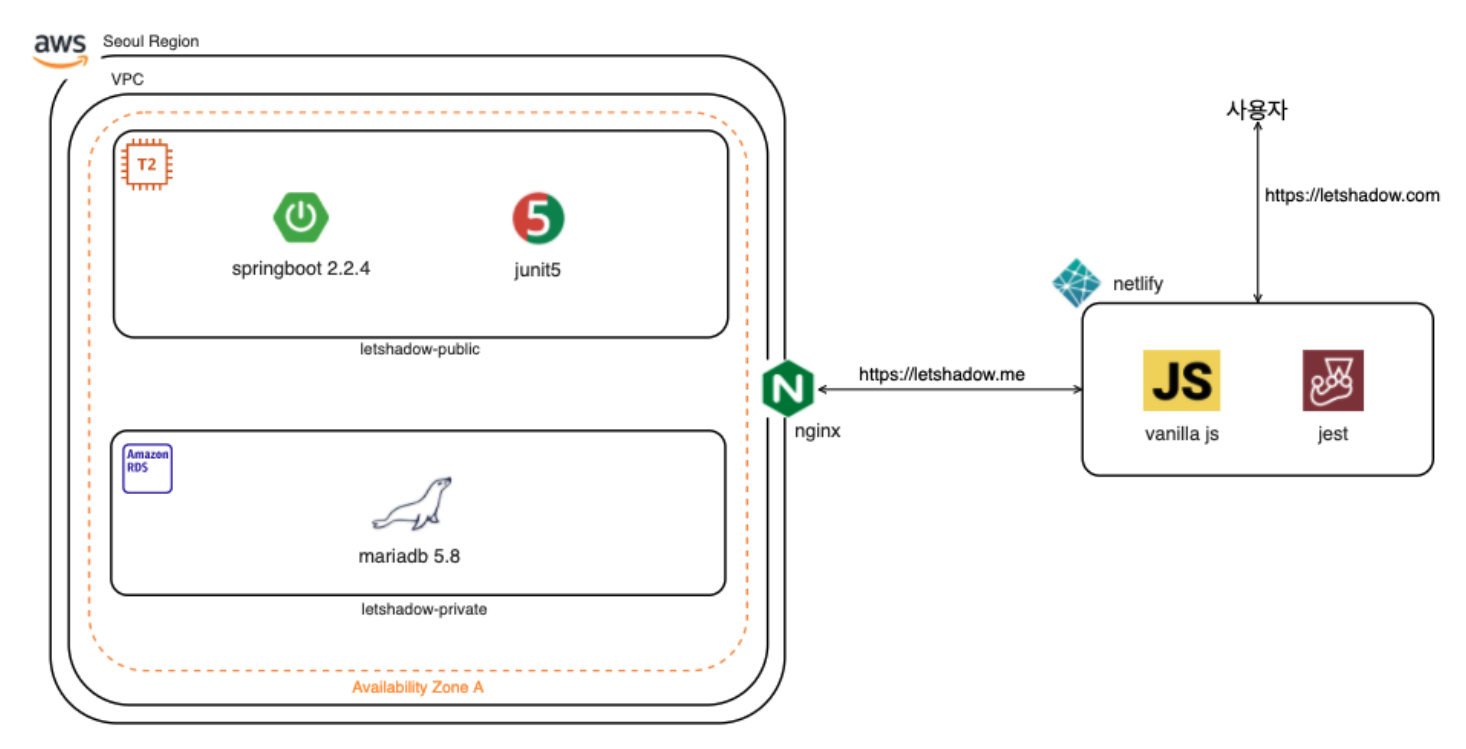 aws
Seoul Region
VPC
T2
springboot 2.2.4
5
junit5
letshadow-public
Amazon
RDS
mariadb 5.8
letshadow-private
Availability Zone A
N
nginx
https://letshadow.me
사용자
https://letshadow.com
netlify
JS
vanilla js
jest